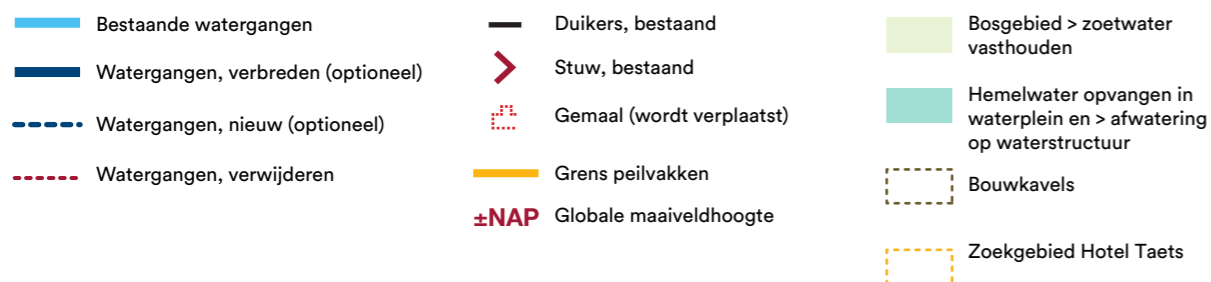 Bestaande watergangen
Watergangen, verbreden (optioneel)
Watergangen, nieuw (optioneel)
Watergangen, verwijderen
Duikers, bestaand
Stuw, bestaand
Gemaal (wordt verplaatst)
Grens peilvakken
±NAP Globale maaiveldhoogte
Bosgebied > zoetwater
vasthouden
Hemelwater opvangen in
waterplein en > afwatering
op waterstructuur
Bouwkavels
Zoekgebied Hotel Taets